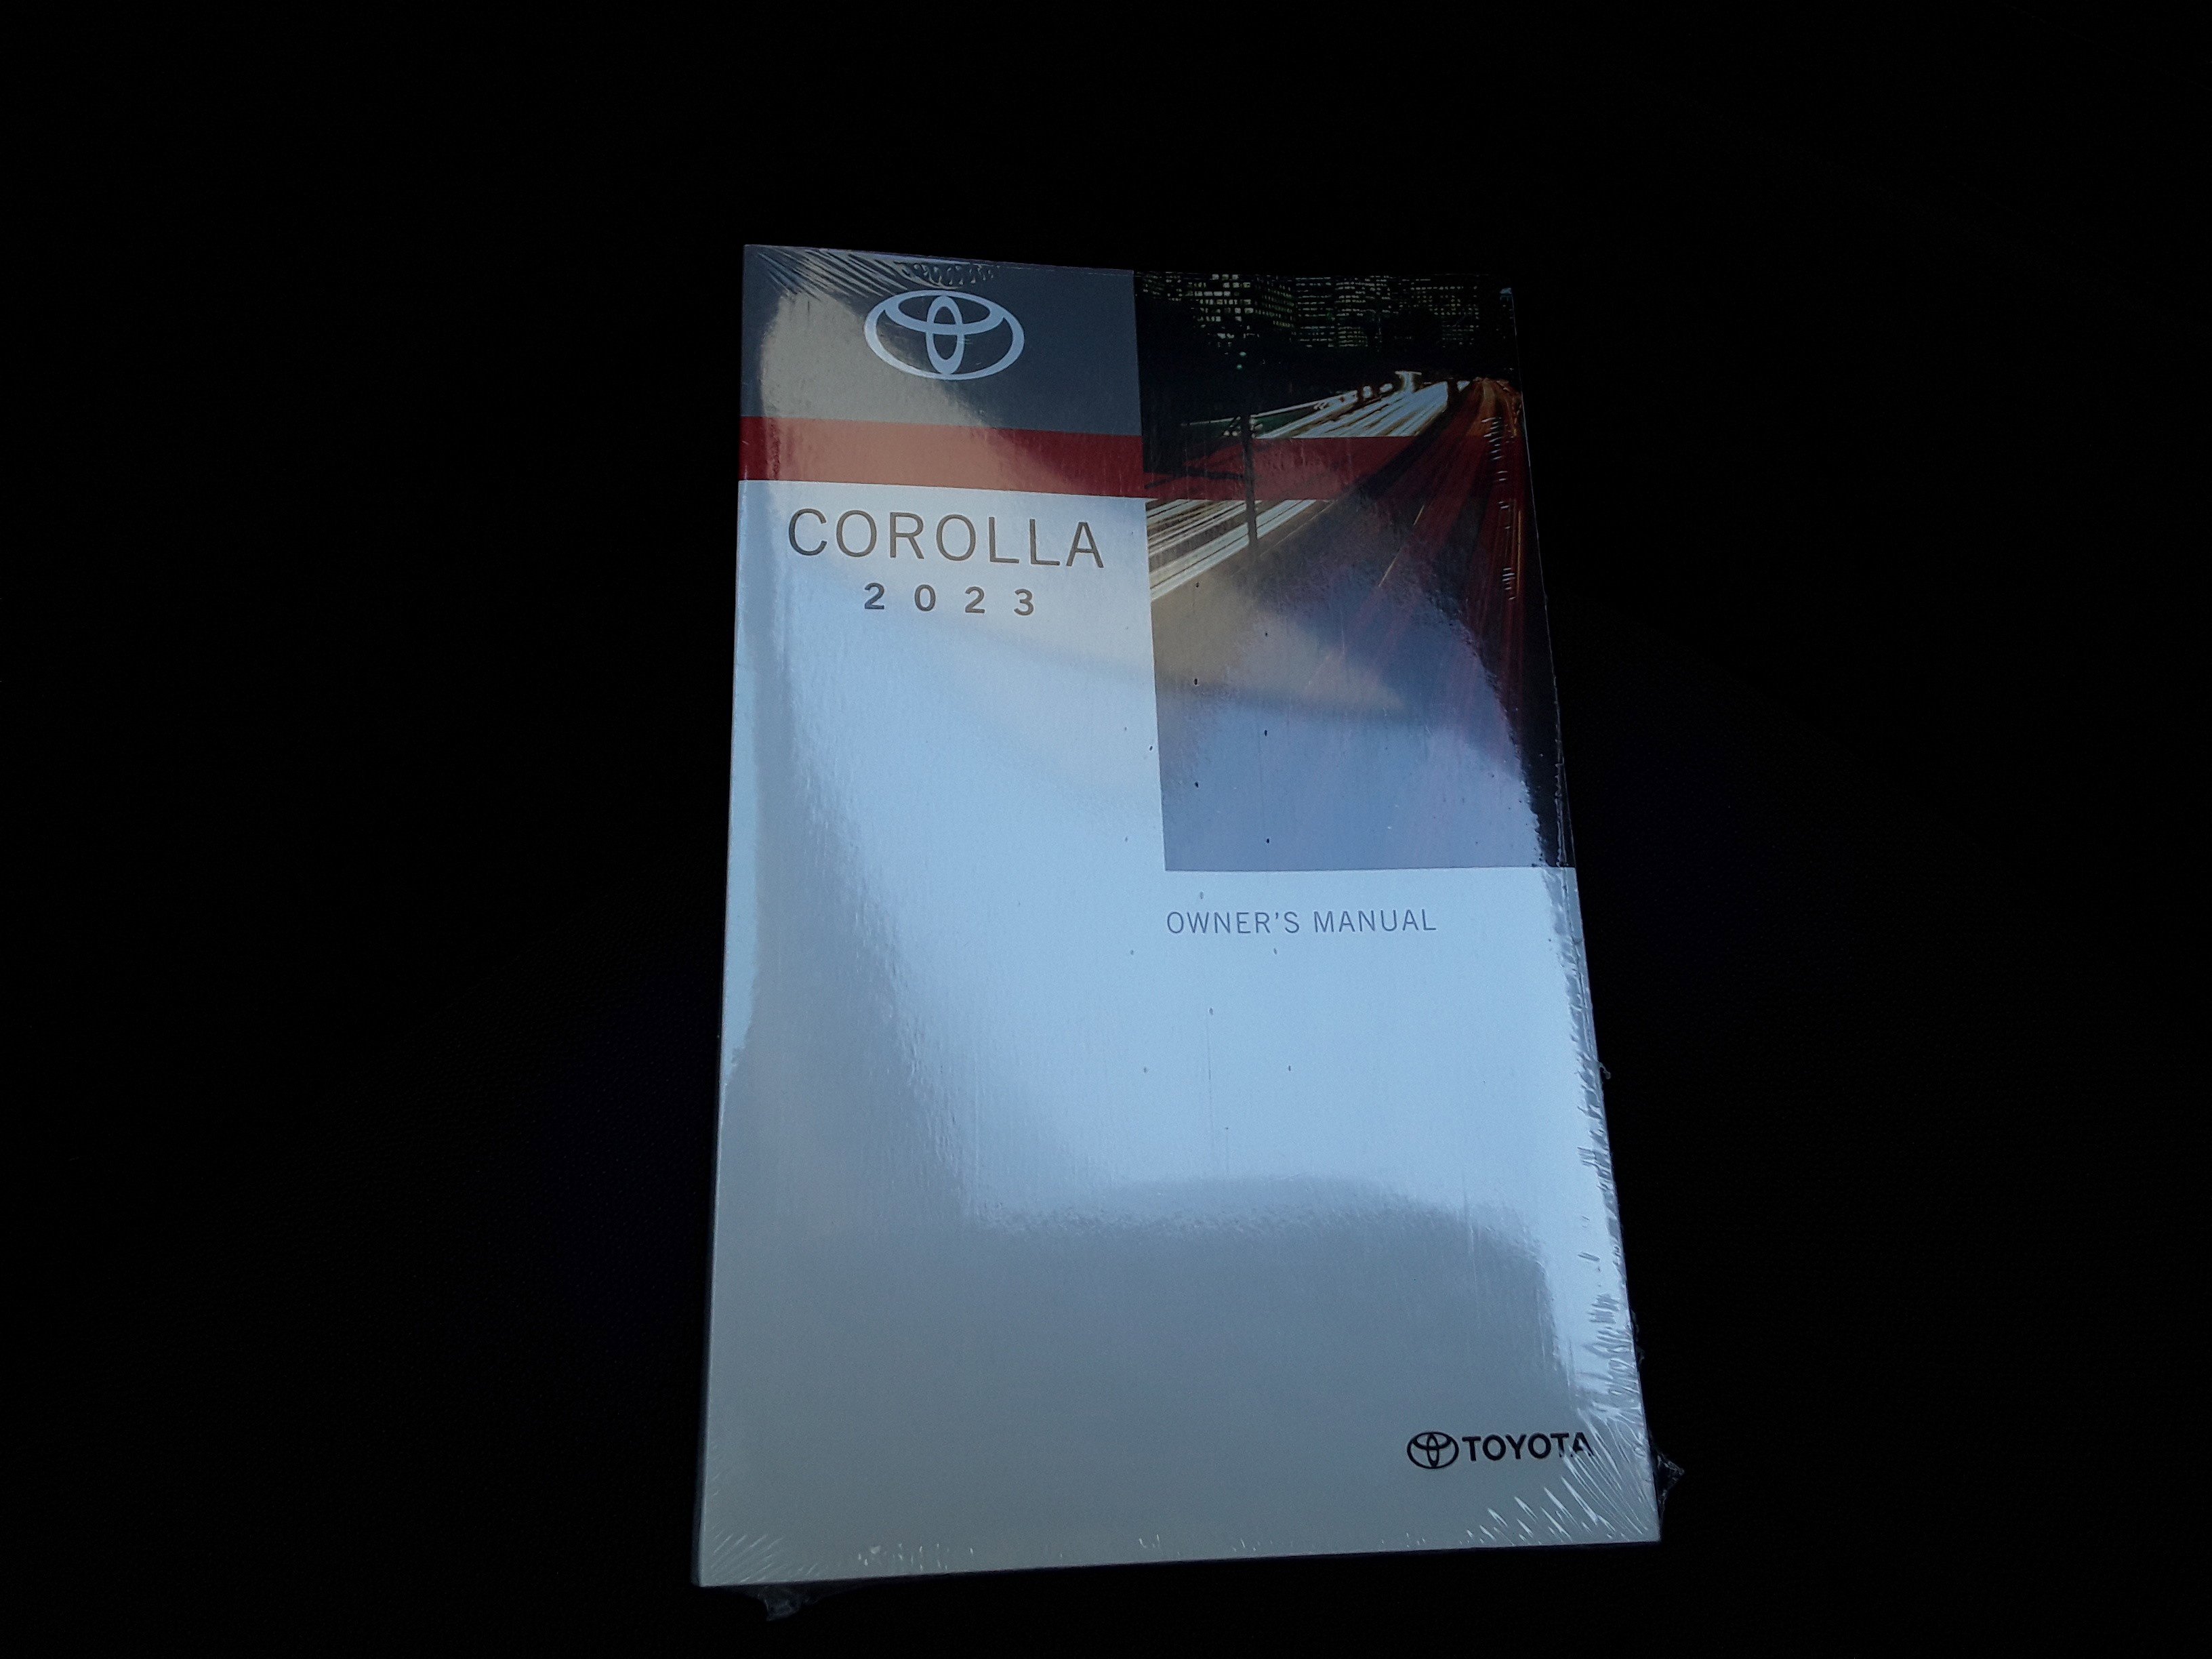 COROLLA
2023
OWNER'S MANUAL
TOYOTA